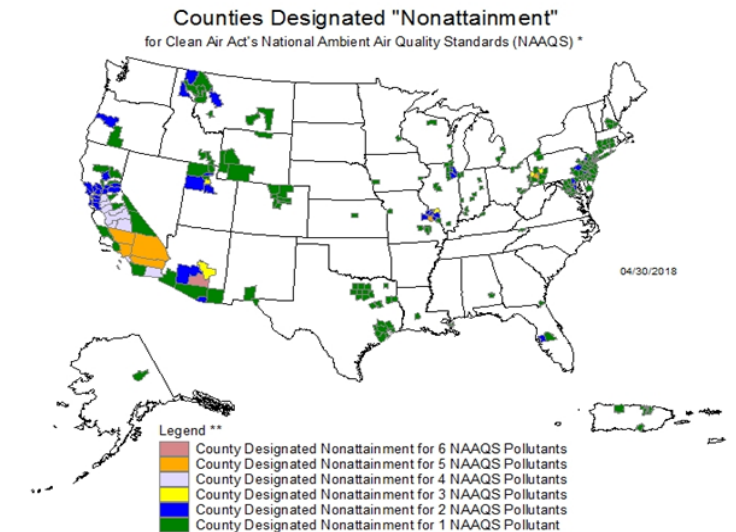 Counties Designated "Nonattainment"
for Clean Air Act's National Ambient Air Quality Standards (NAAQS) *
04/30/2018
Legend **
County Designated Nonattainment for 6 NAAQS Pollutants
County Designated Nonattainment for 5 NAAQS Pollutants
County Designated Nonattainment for 4 NAAQS Pollutants
County Designated Nonattainment for 3 NAAQS Pollutants
County Designated Nonattainment for 2 NAAQS Pollutants
County Designated Nonattainment for 1 NAAQS Pollutant